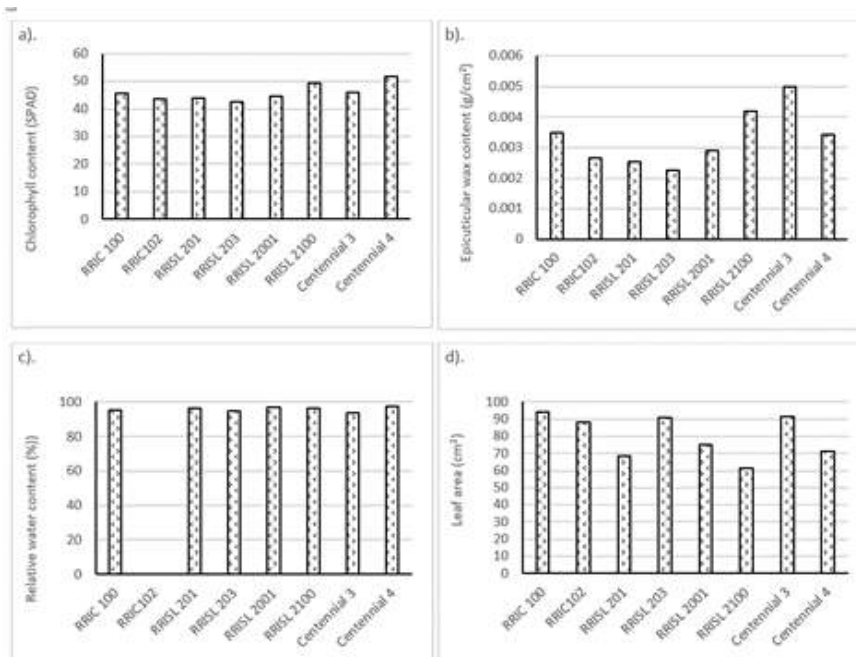 a).
Chlorophyll content (SPAD)
60
50
40
30
20
10
0
RRIC 100
RRIC102
RRISL 201
RRISL 203
RRISL 2001
RRISL 2100
Centennial 3
Centennial 4
b).
Epicuticular wax content (g/cm²)
0.006
0.005
0.004
0.003
0.002
0.001
0
RRIC 100
RRIC102
RRISL 201
RRISL 203
RRISL 2001
RRISL 2100
Centennial 3
Centennial 4
c).
Relative water content (%))
100
80
60
40
20
0
RRIC 100
RRIC102
RRISL 201
RRISL 203
RRISL 2001
RRISL 2100
Centennial 3
Centennial 4
d).
Leaf area (cm²)
100
90
80
70
60
50
40
30
20
10
0
RRIC 100
RRIC102
RRISL 201
RRISL 203
RRISL 2001
RRISL 2100
Centennial 3
Centennial 4